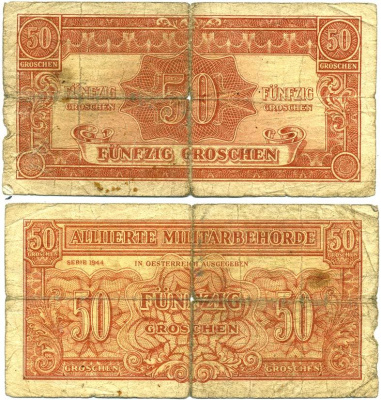 50 50
GROSCHEN GROSCHEN
50
FÜNFZIG FÜNFZIG
GROSCHEN GROSCHEN
FÜNFZIG GROSCHEN
50 ALLIIERTE MILITÄRBEHÖRDE 50
GROSCHEN GROSCHEN
SERIE 1944 IN OESTERREICH AUSGEGEBEN
FÜNFZIG
50 50
GROSCHEN
GROSCHEN GROSCHEN